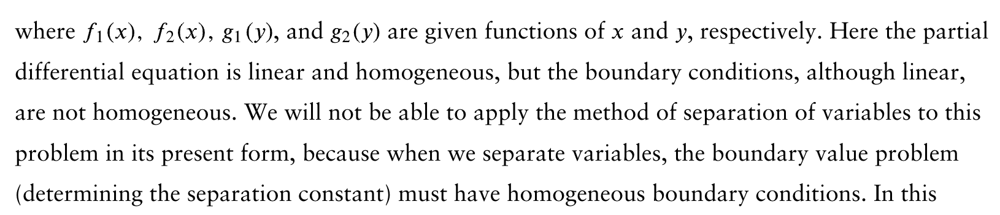 where f₁(x), f₂(x), g₁(y), and g₂(y) are given functions of x and y, respectively. Here the partial
differential equation is linear and homogeneous, but the boundary conditions, although linear,
are not homogeneous. We will not be able to apply the method of separation of variables to this
problem in its present form, because when we separate variables, the boundary value problem
(determining the separation constant) must have homogeneous boundary conditions. In this